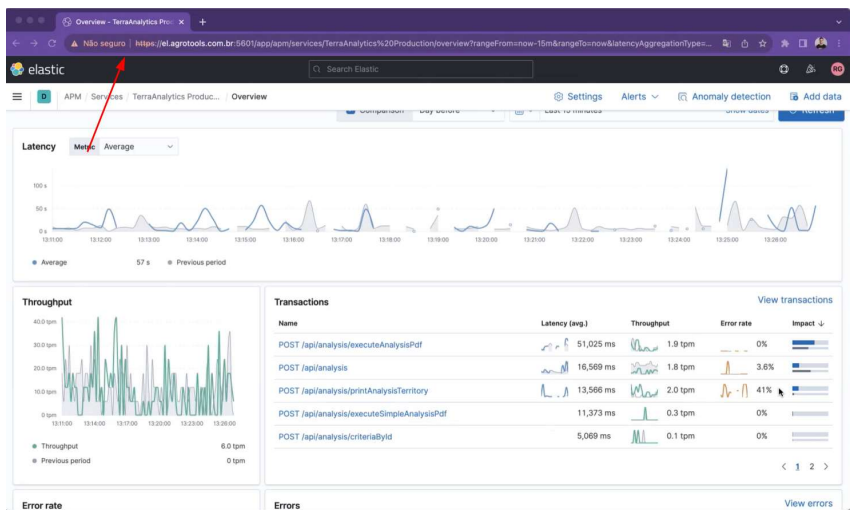 Overview - TerraAnalytics Proc
Não seguro | https://el.agrotools.com.br:5601/app/apm/services/TerraAnalytics%20Production/overview?rangeFrom=now-15m&rangeTo=now&latencyAggregationType=...
elastic
Search Elastic
RG
D APM / Services / TerraAnalytics Produc... / Overview
Settings Alerts Anomaly detection Add data
Comparison Day before Last 15 minutes Show dates Refresh
Latency Metric Average
100 s
50 s
0 s
13:11:00 13:12:00 13:13:00 13:14:00 13:15:00 13:16:00 13:17:00 13:18:00 13:19:00 13:20:00 13:21:00 13:22:00 13:23:00 13:24:00 13:25:00 13:26:00
Average 57 s Previous period
Throughput
40.0 tpm
30.0 tpm
20.0 tpm
10.0 tpm
0 tpm
13:11:00 13:14:00 13:17:00 13:20:00 13:23:00 13:26:00
Throughput 6.0 tpm
Previous period 0 tpm
Transactions View transactions
Name Latency (avg.) Throughput Error rate Impact
POST /api/analysis/executeAnalysisPdf 51,025 ms 1.9 tpm 0%
POST /api/analysis 16,569 ms 1.8 tpm 3.6%
POST /api/analysis/printAnalysisTerritory 13,566 ms 2.0 tpm 41%
POST /api/analysis/executeSimpleAnalysisPdf 11,373 ms 0.3 tpm 0%
POST /api/analysis/criteriaById 5,069 ms 0.1 tpm 0%
< 1 2 >
Error rate
Errors View errors